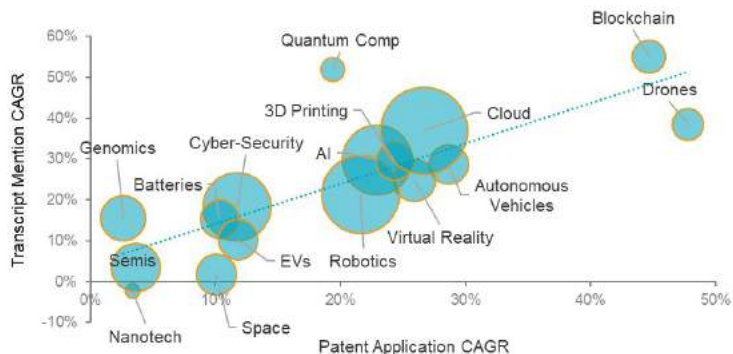 Transcript Mention CAGR
60%
50%
40%
30%
20%
10%
0%
-10%
0%
10%
20%
30%
40%
50%
Patent Application CAGR
Blockchain
Quantum Comp
Drones
3D Printing
Cloud
Cyber-Security
Genomics
AI
Batteries
Autonomous
Vehicles
Virtual Reality
Semis
EVs
Robotics
Nanotech
Space